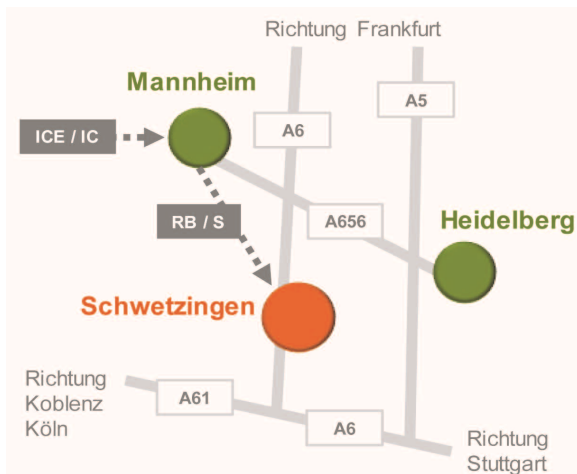 Richtung Frankfurt
Mannheim
A5
ICE / IC
A6
RB / S
A656
Heidelberg
Schwetzingen
Richtung
Koblenz
Köln
A61
A6
Richtung
Stuttgart